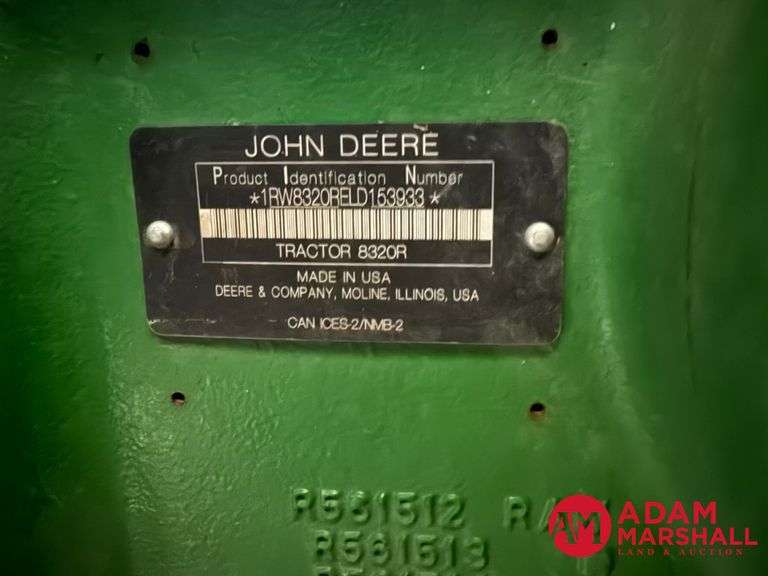 JOHN DEERE
Product Identification Number
*1RW8320RELD153933*
TRACTOR 8320R
MADE IN USA
DEERE & COMPANY, MOLINE, ILLINOIS, USA
CAN ICES-2/NMB-2
R561512
R561513
AM
ADAM
MARSHALL
LAND & AUCTION